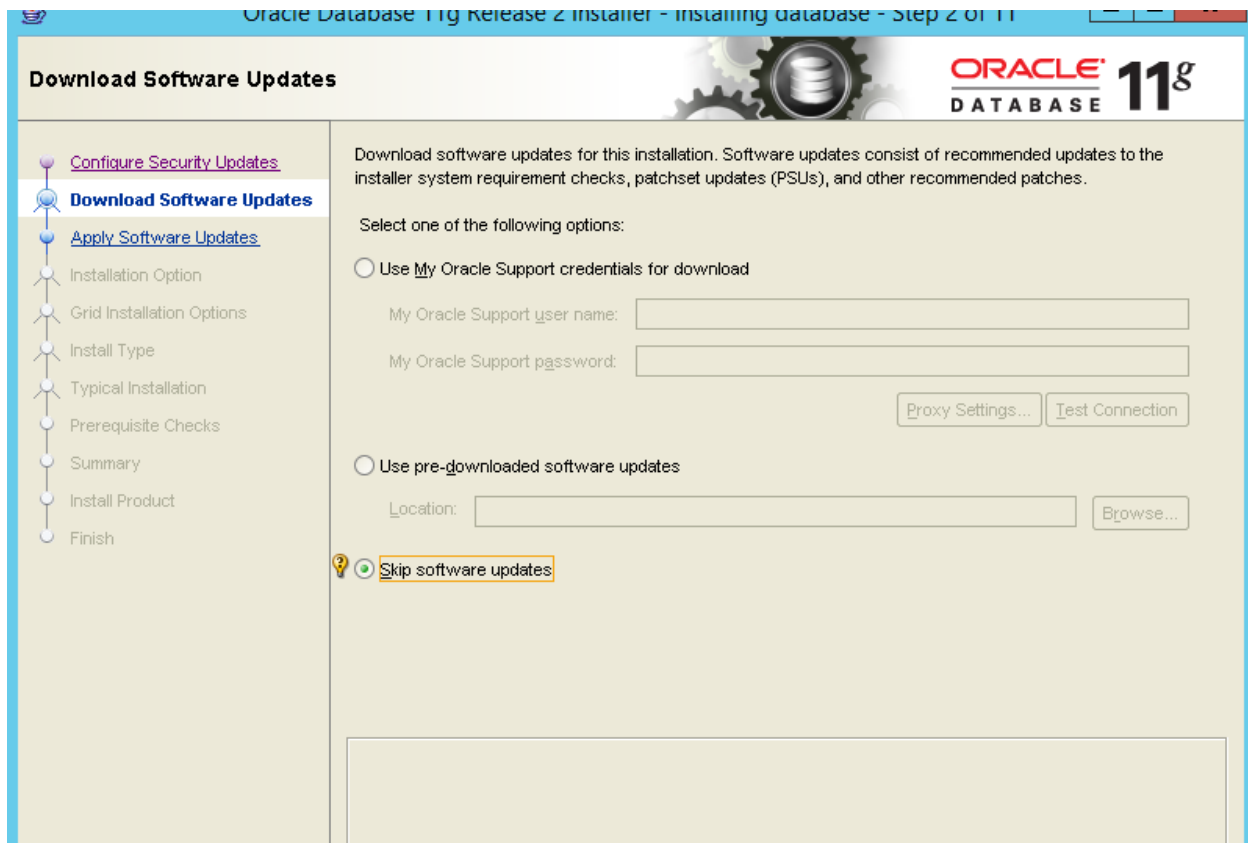 Oracle Database 11g Release 2 Installer - Installing database - Step 2 of 11
Download Software Updates
ORACLE
DATABASE 11g
Configure Security Updates
Download Software Updates
Apply Software Updates
Installation Option
Grid Installation Options
Install Type
Typical Installation
Prerequisite Checks
Summary
Install Product
Finish
Download software updates for this installation. Software updates consist of recommended updates to the
installer system requirement checks, patchset updates (PSUs), and other recommended patches.
Select one of the following options:
Use My Oracle Support credentials for download
My Oracle Support user name:
My Oracle Support password:
Proxy Settings... Test Connection
Use pre-downloaded software updates
Location: Browse...
Skip software updates